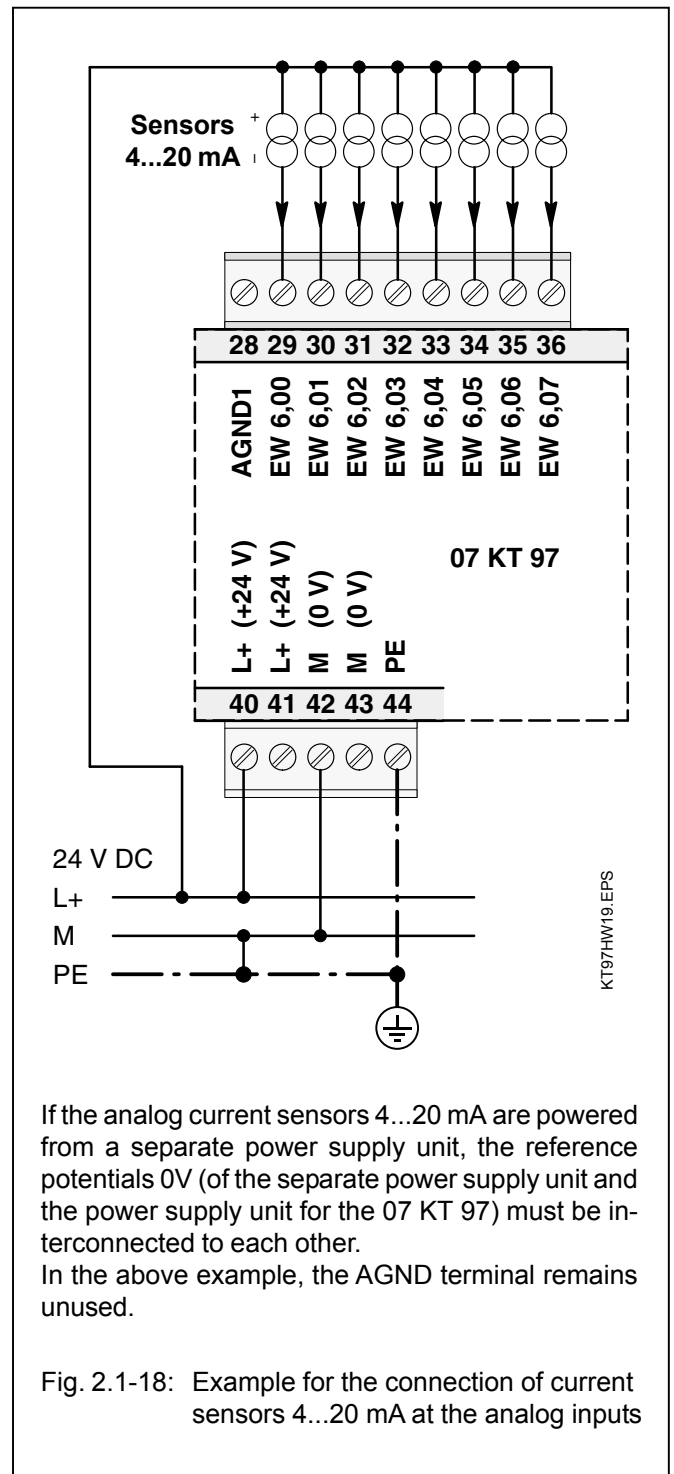 Sensors +
4...20 mA I
28 29 30 31 32 33 34 35 36
AGND1
EW 6,00
EW 6,01
EW 6,02
EW 6,03
EW 6,04
EW 6,05
EW 6,06
EW 6,07
L+ (+24 V)
L+ (+24 V)
M (0 V)
M (0 V)
PE
07 KT 97
40 41 42 43 44
24 V DC
L+
M
PE
KT97HW19.EPS
If the analog current sensors 4...20 mA are powered
from a separate power supply unit, the reference
potentials 0V (of the separate power supply unit and
the power supply unit for the 07 KT 97) must be in-
terconnected to each other.
In the above example, the AGND terminal remains
unused.
Fig. 2.1-18: Example for the connection of current
sensors 4...20 mA at the analog inputs